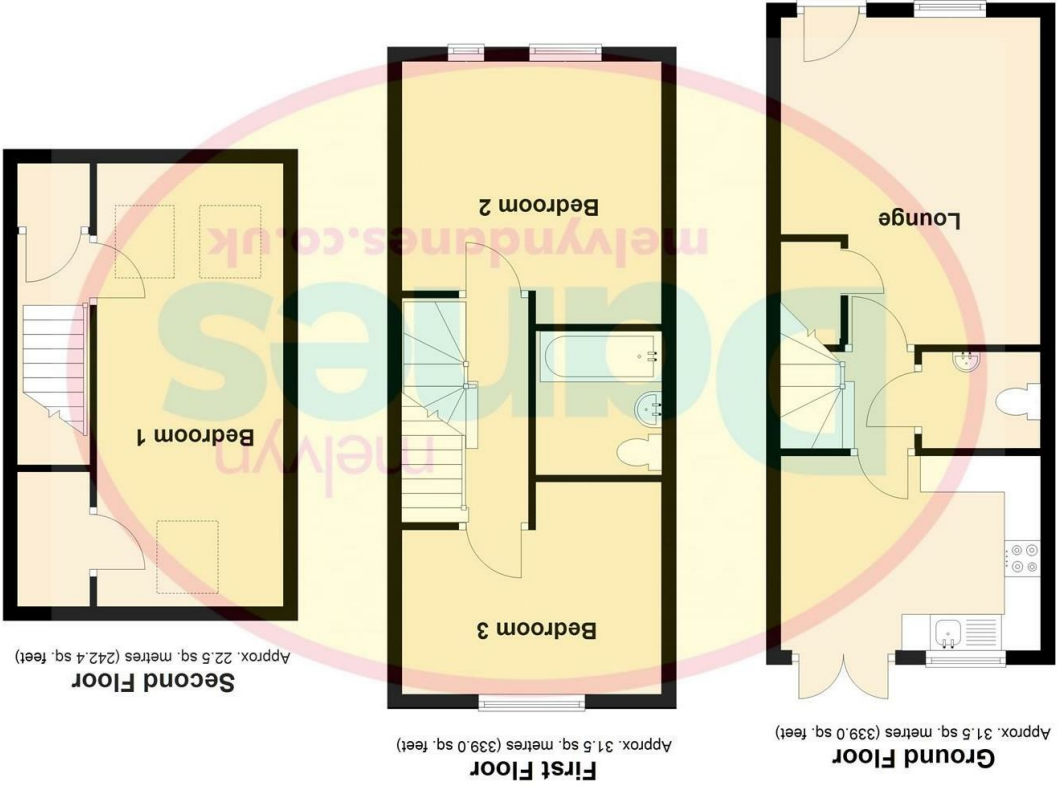 Ground Floor
Approx. 31.5 sq. metres (339.0 sq. feet)
Lounge
First Floor
Approx. 31.5 sq. metres (339.0 sq. feet)
Bedroom 3
Bedroom 2
Second Floor
Approx. 22.5 sq. metres (242.4 sq. feet)
Bedroom 1
melvyn
Danes
melvyndanes.co.uk